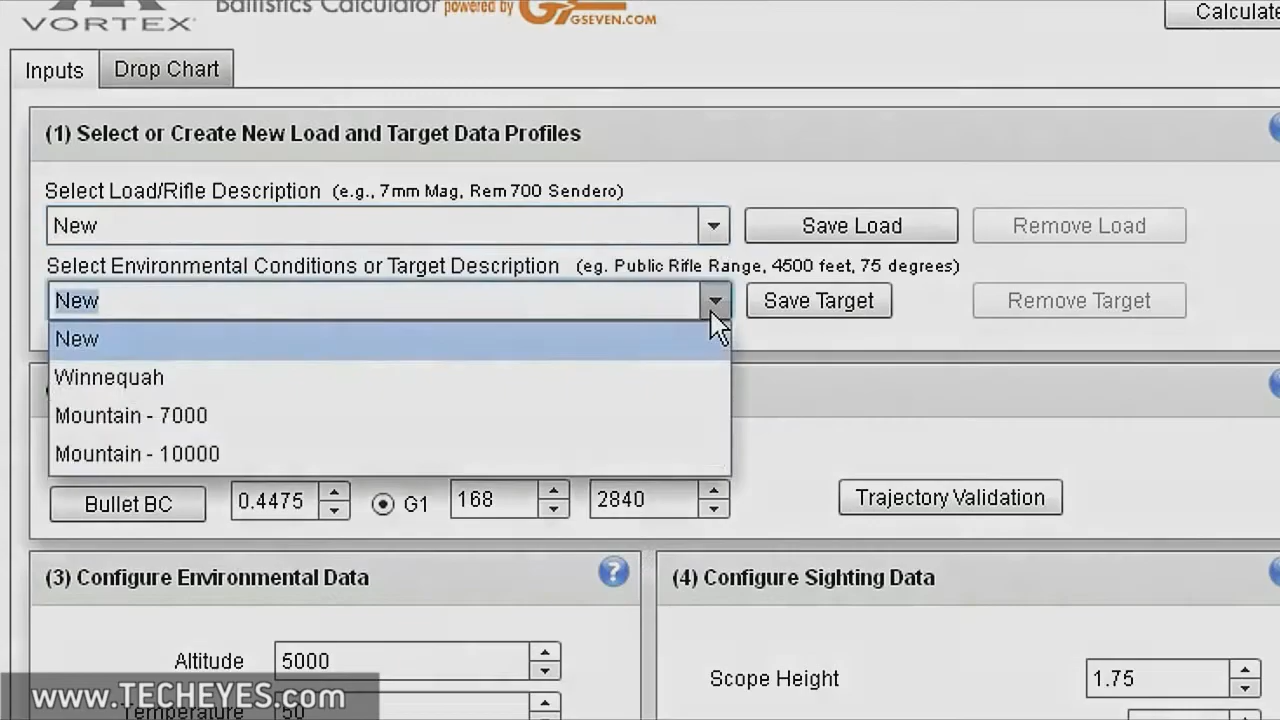 Ballistics Calculator powered by G7 GSEVEN.COM
VORTEX
Calculate
Inputs Drop Chart
(1) Select or Create New Load and Target Data Profiles
Select Load/Rifle Description (e.g., 7mm Mag, Rem 700 Sendero)
New Save Load Remove Load
Select Environmental Conditions or Target Description (eg. Public Rifle Range, 4500 feet, 75 degrees)
New Save Target Remove Target
New
Winnequah
Mountain - 7000
Mountain - 10000
Bullet BC 0.4475 G1 168 2840 Trajectory Validation
(3) Configure Environmental Data ? (4) Configure Sighting Data
Altitude 5000
Scope Height 1.75
www.TECHEYES.com
Temperature 50